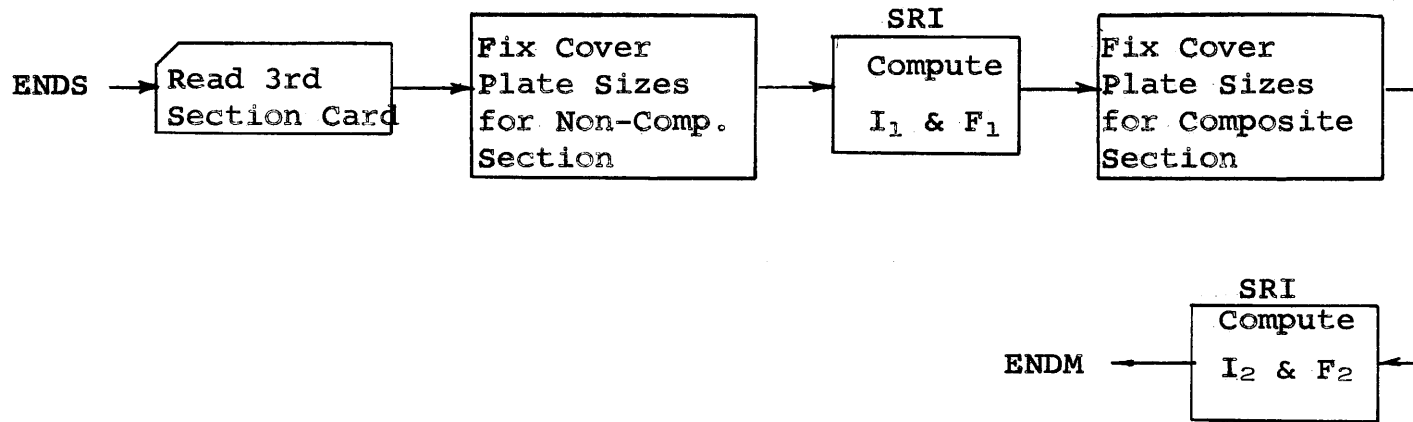 ENDS
Read 3rd
Section Card
Fix Cover
Plate Sizes
for Non-Comp.
Section
SRI
Compute
I₁ & F₁
Fix Cover
Plate Sizes
for Composite
Section
SRI
Compute
I₂ & F₂
ENDM